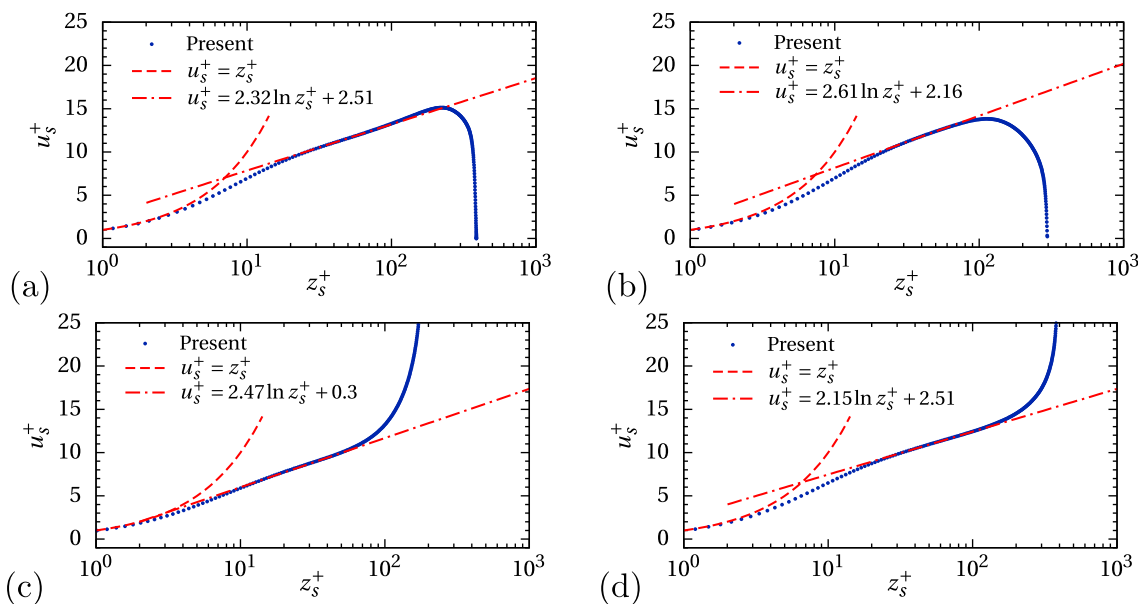 25
20
15
10
5
0
u_s^+
Present
u_s^+ = z_s^+
u_s^+ = 2.32 ln z_s^+ + 2.51
10^0 10^1 10^2 10^3
z_s^+
(a)
25
20
15
10
5
0
u_s^+
Present
u_s^+ = z_s^+
u_s^+ = 2.61 ln z_s^+ + 2.16
10^0 10^1 10^2 10^3
z_s^+
(b)
25
20
15
10
5
0
u_s^+
Present
u_s^+ = z_s^+
u_s^+ = 2.47 ln z_s^+ + 0.3
10^0 10^1 10^2 10^3
z_s^+
(c)
25
20
15
10
5
0
u_s^+
Present
u_s^+ = z_s^+
u_s^+ = 2.15 ln z_s^+ + 2.51
10^0 10^1 10^2 10^3
z_s^+
(d)